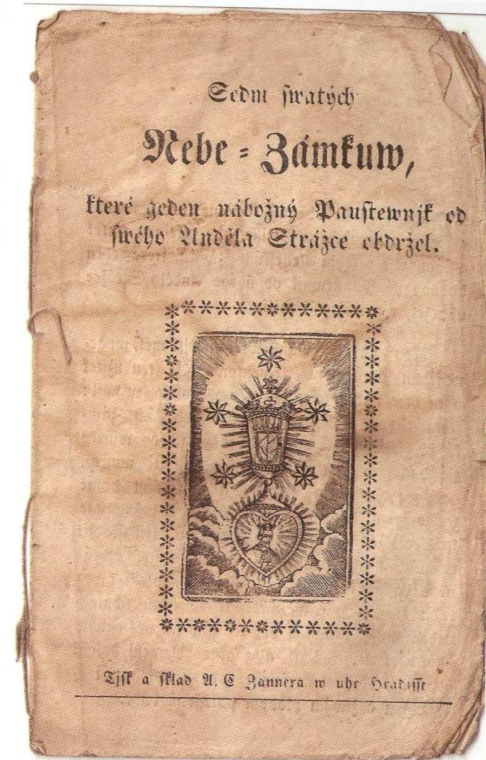 Sedm swatých
Nebe = Zámkuw,
které geden nábožný Paustewnjk od
swého Anděla Strážce obdržel.
Tjsk a sklad A. C Zannera w uhr Hradisst